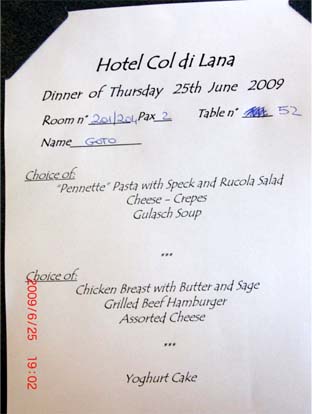 Hotel Col di Lana
Dinner of Thursday 25th June 2009
Room n° 201/204 Pax 2 Table n° 52
Name GOTO
Choice of:
"Pennette" Pasta with Speck and Rucola Salad
Cheese - Crepes
Gulasch Soup
***
Choice of:
Chicken Breast with Butter and Sage
Grilled Beef Hamburger
Assorted Cheese
***
Yoghurt Cake
2009/6/25 19:02